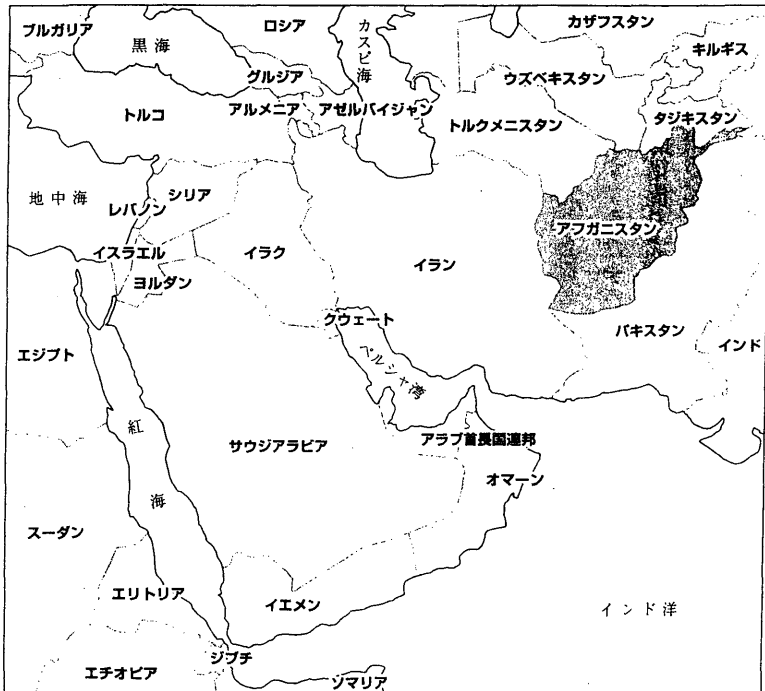 ブルガリア
黒海
ロシア
カスピ海
カザフスタン
キルギス
グルジア
ウズベキスタン
トルコ
アルメニア
アゼルバイジャン
トルクメニスタン
タジキスタン
地中海
レバノン
シリア
アフガニスタン
イスラエル
イラク
イラン
ヨルダン
クウェート
パキスタン
インド
エジプト
ペルシャ湾
紅海
サウジアラビア
アラブ首長国連邦
オマーン
スーダン
エリトリア
イエメン
インド洋
ジブチ
エチオピア
ソマリア